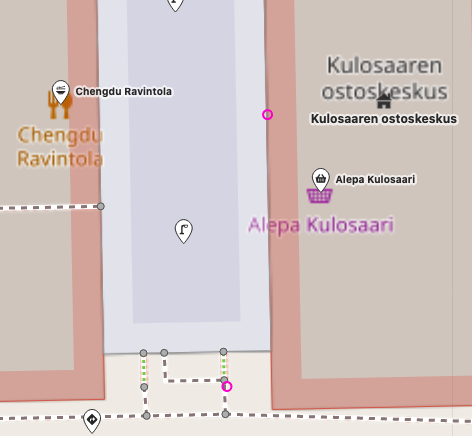 Kulosaaren
ostoskeskus
Chengdu Ravintola
Kulosaaren ostoskeskus
Chengdu
Ravintola
Alepa Kulosaari
Alepa Kulosaari